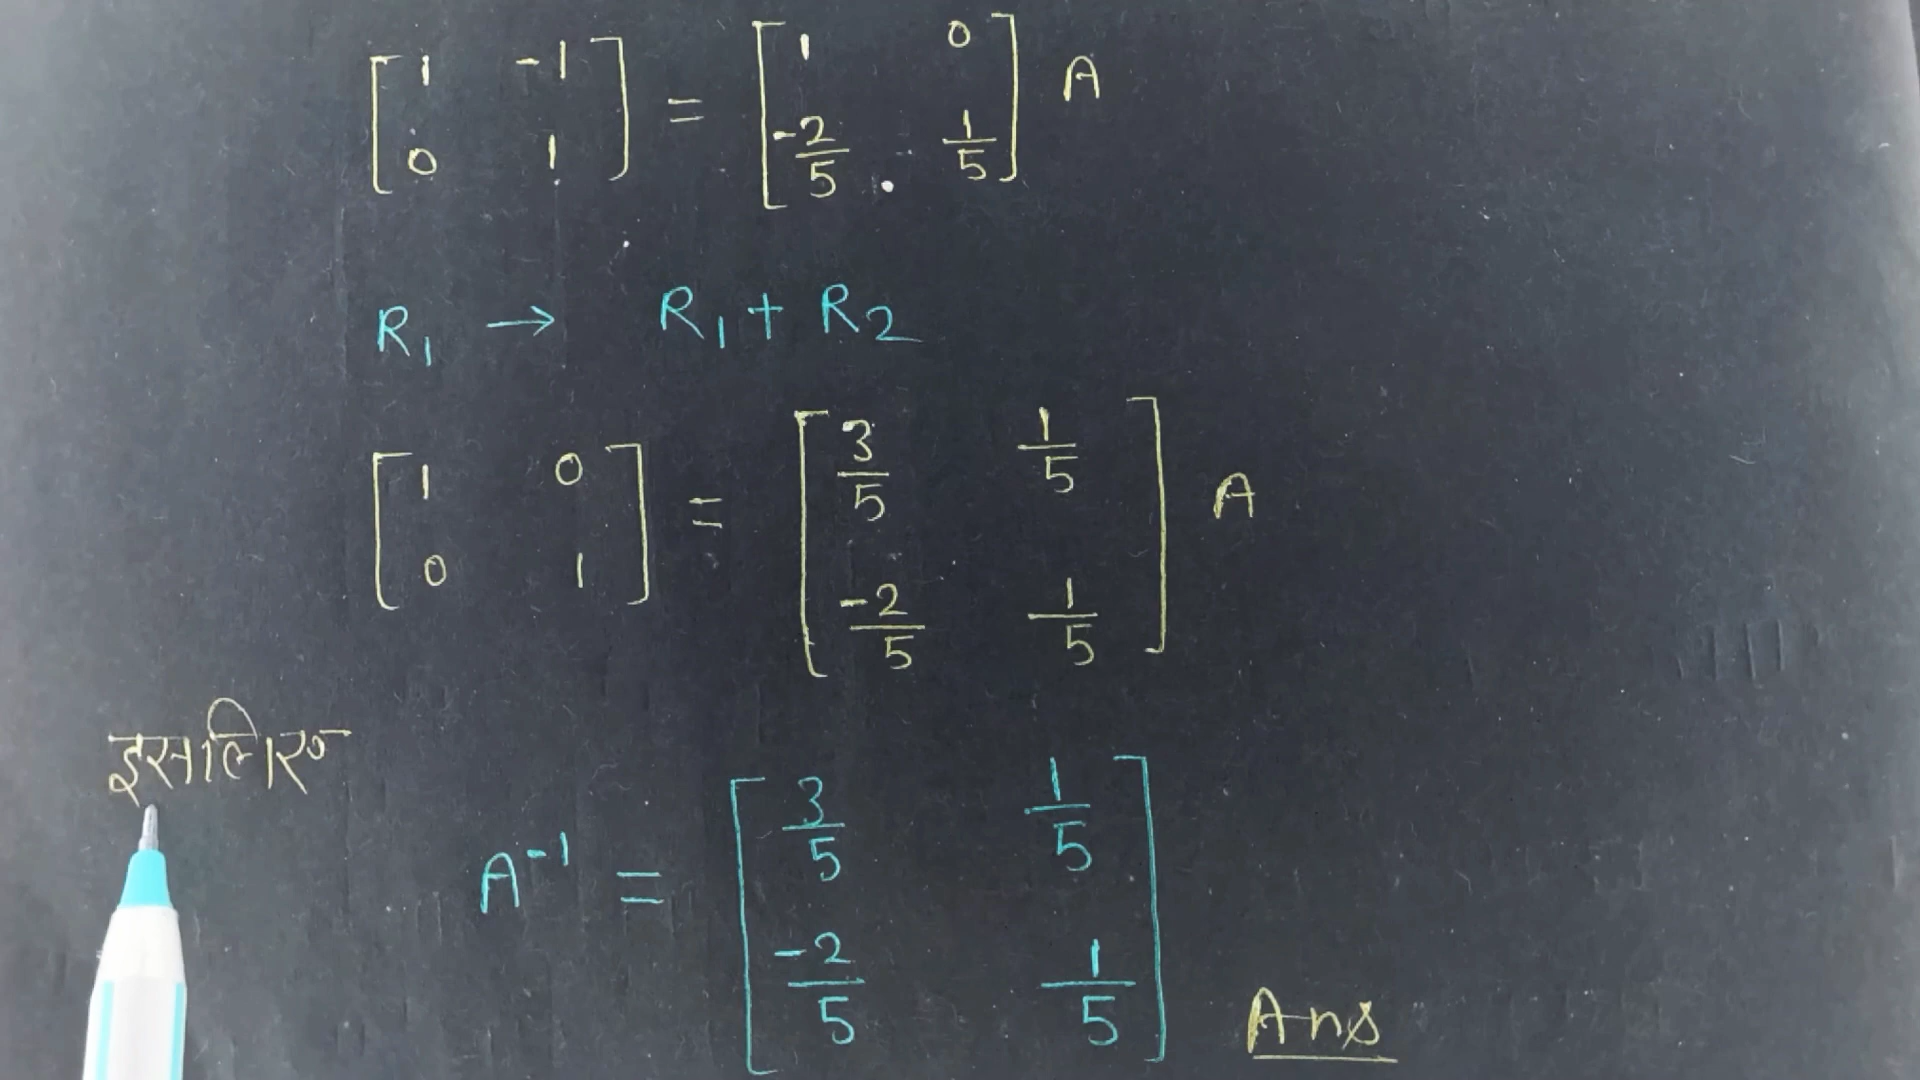 [1 -1; 0 1] = [1 0; -2/5 1/5] A
R₁ → R₁ + R₂
[1 0; 0 1] = [3/5 1/5; -2/5 1/5] A
इसलिए
A⁻¹ = [3/5 1/5; -2/5 1/5] Ans